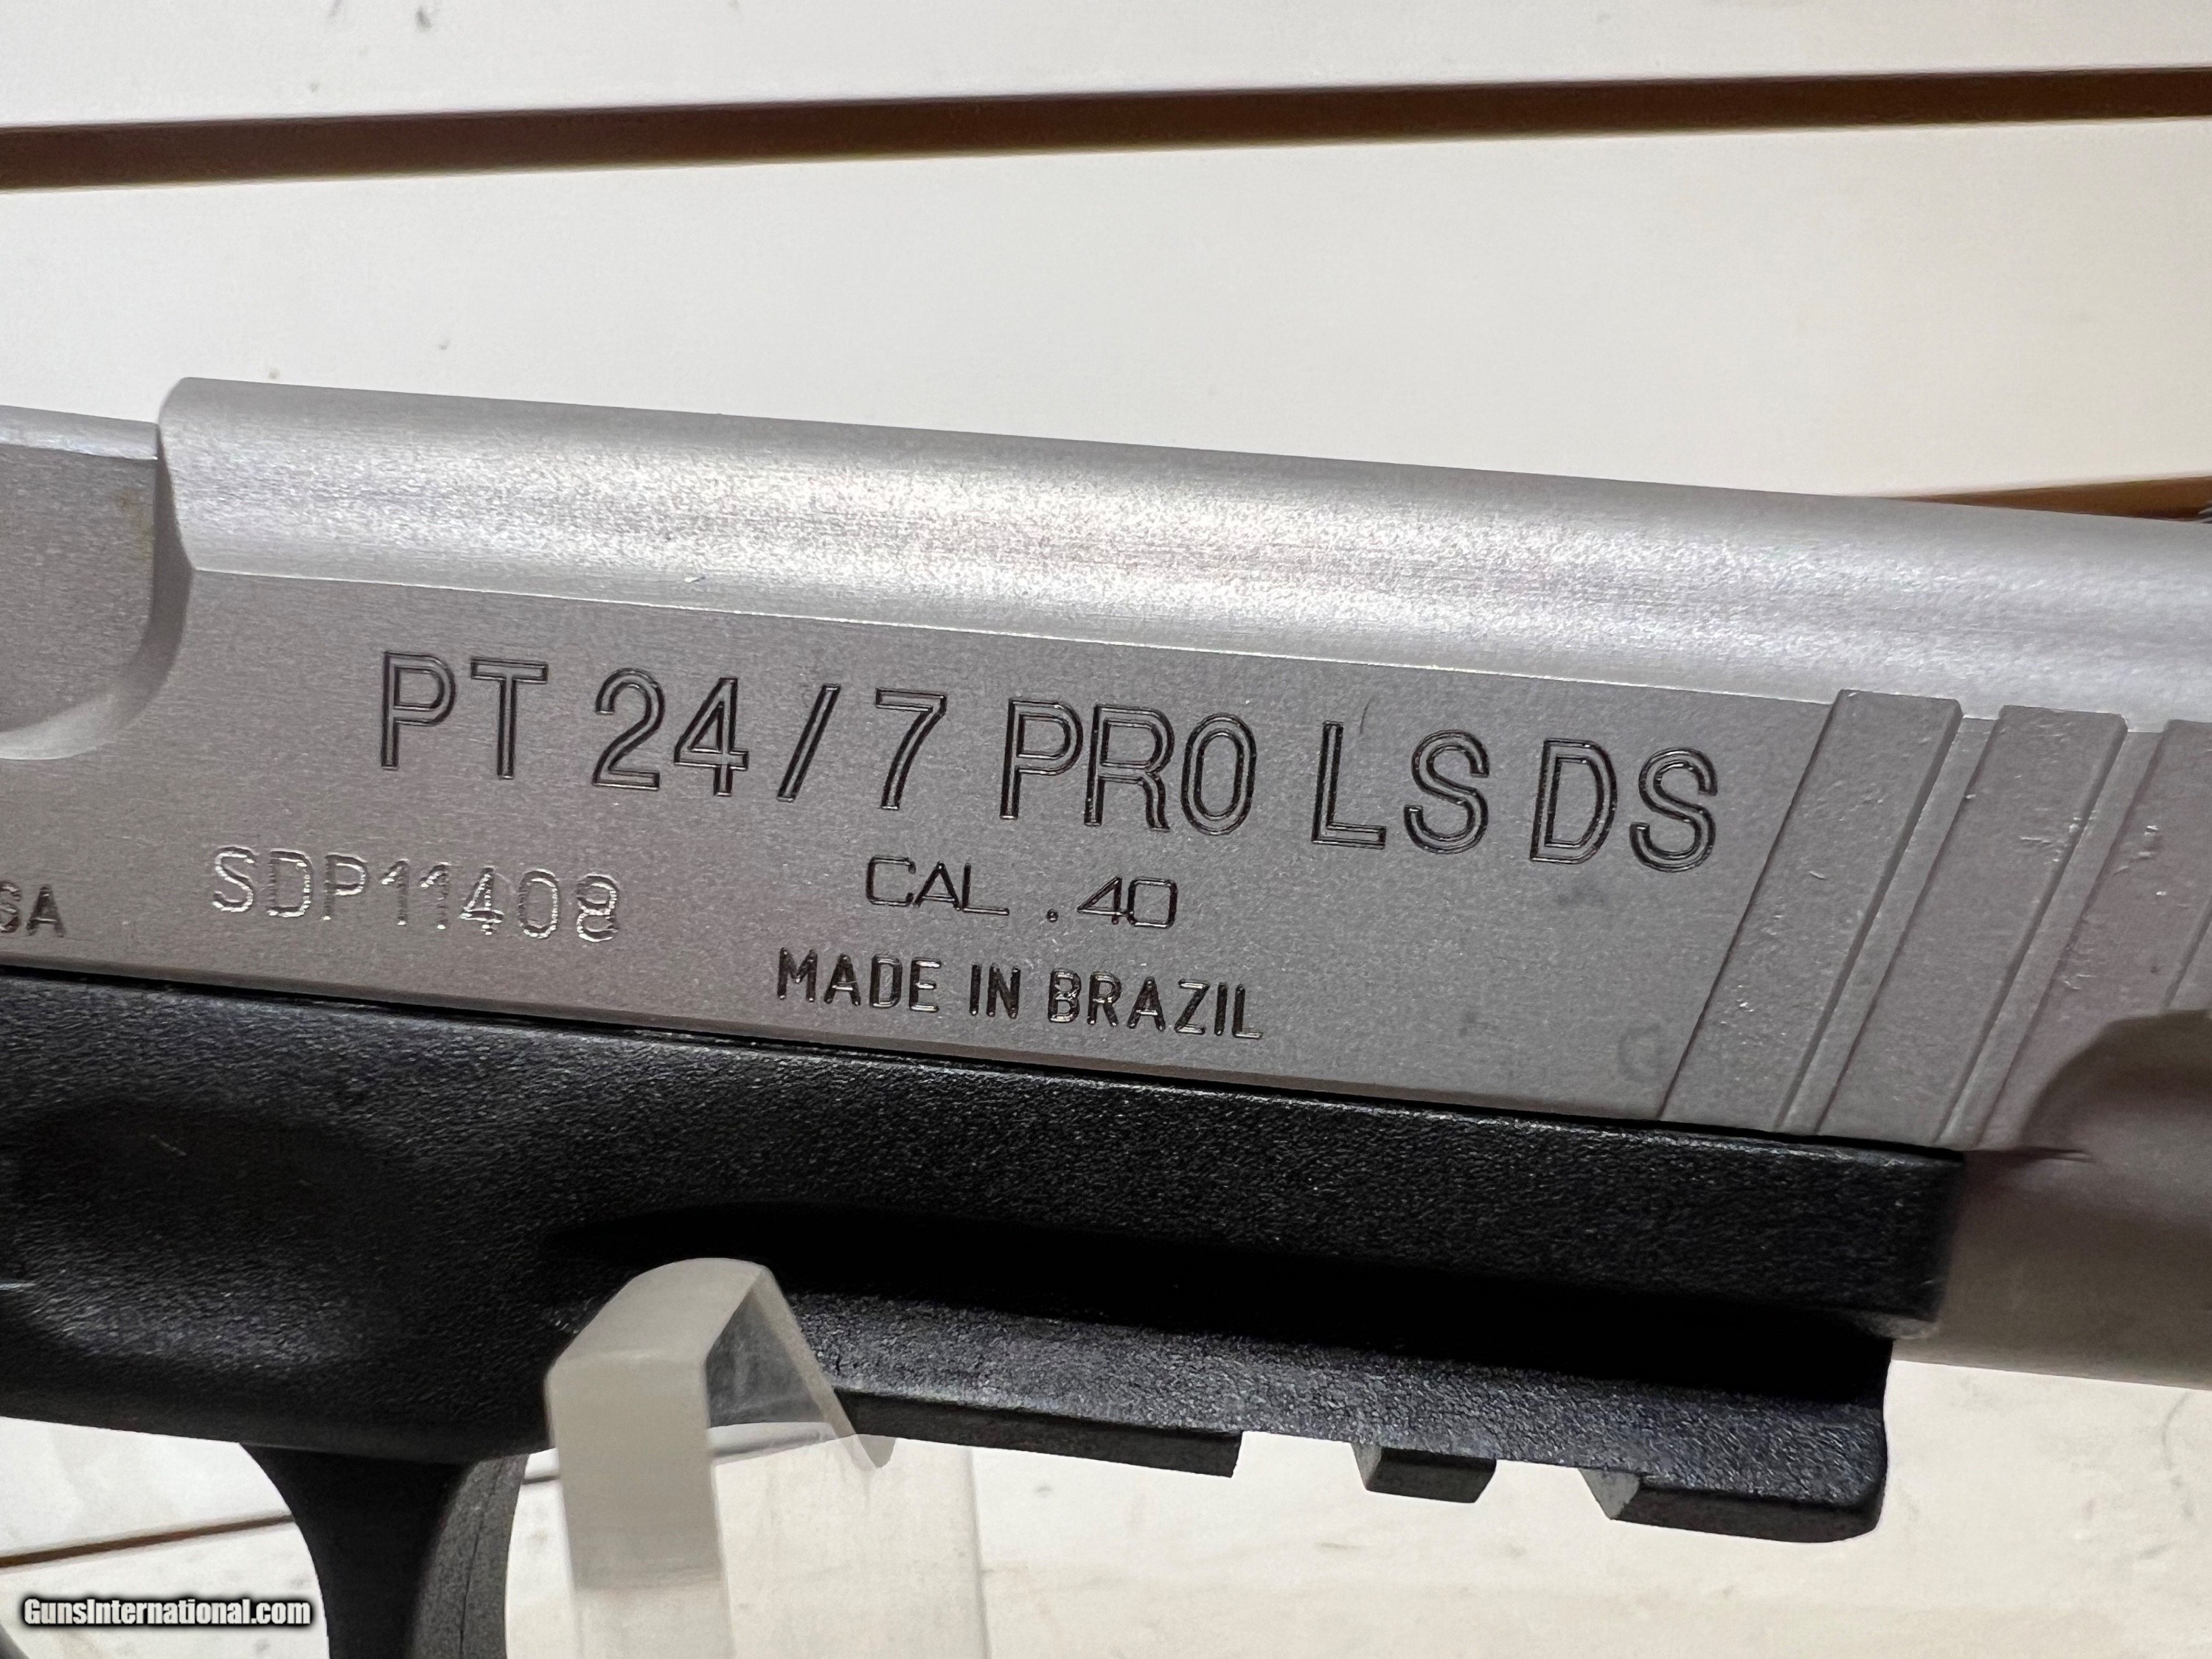 PT 24/7 PRO LS DS
SDP11408
CAL .40
MADE IN BRAZIL
GunsInternational.com